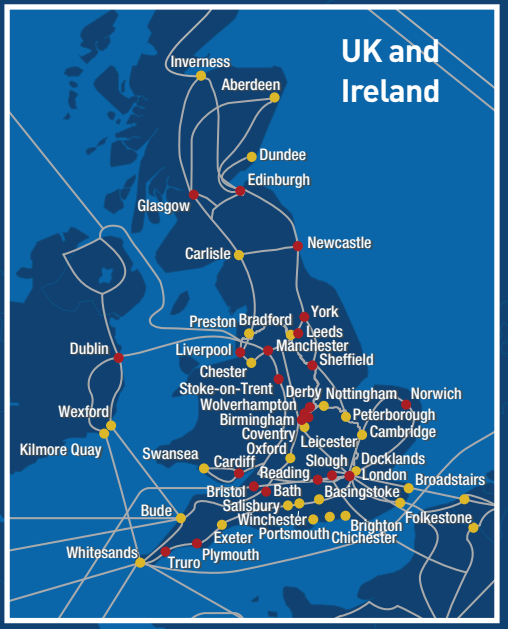 UK and
Ireland
Inverness
Aberdeen
Dundee
Edinburgh
Glasgow
Newcastle
Carlisle
York
Preston Bradford
Leeds
Dublin
Liverpool
Manchester
Sheffield
Chester
Stoke-on-Trent
Derby Nottingham
Norwich
Wolverhampton
Wexford
Peterborough
Birmingham
Cambridge
Coventry
Leicester
Kilmore Quay
Oxford
Swansea
Cardiff
Slough
Docklands
Reading
London
Broadstairs
Bristol
Bath
Basingstoke
Salisbury
Bude
Winchester
Folkestone
Brighton
Exeter
Portsmouth
Chichester
Whitesands
Plymouth
Truro